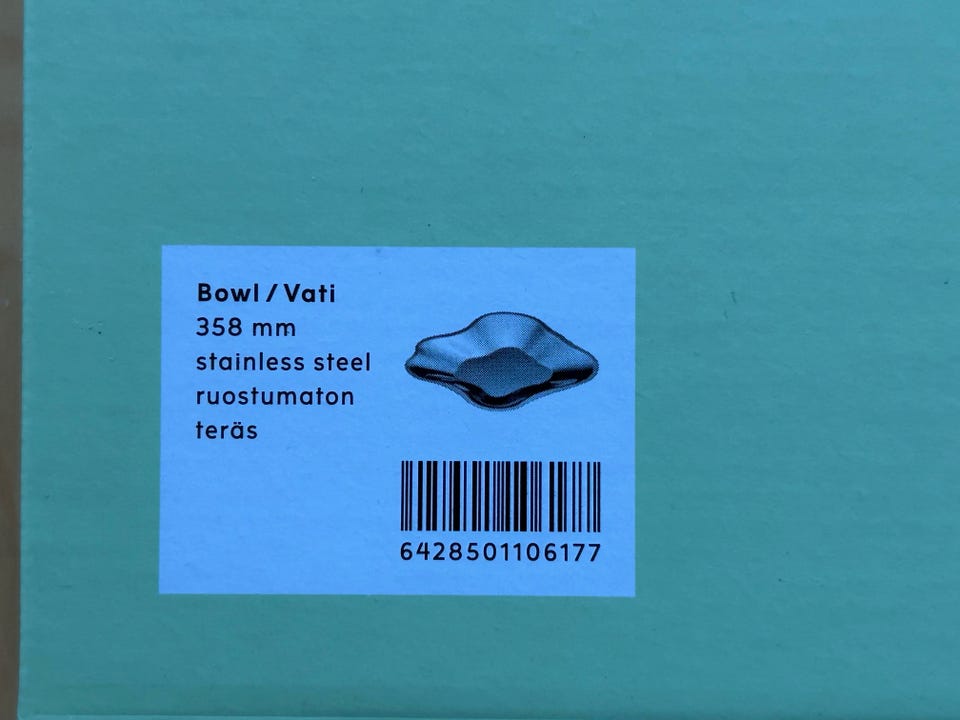 Bowl / Vati
358 mm
stainless steel
ruostumaton
teräs
6428501106177